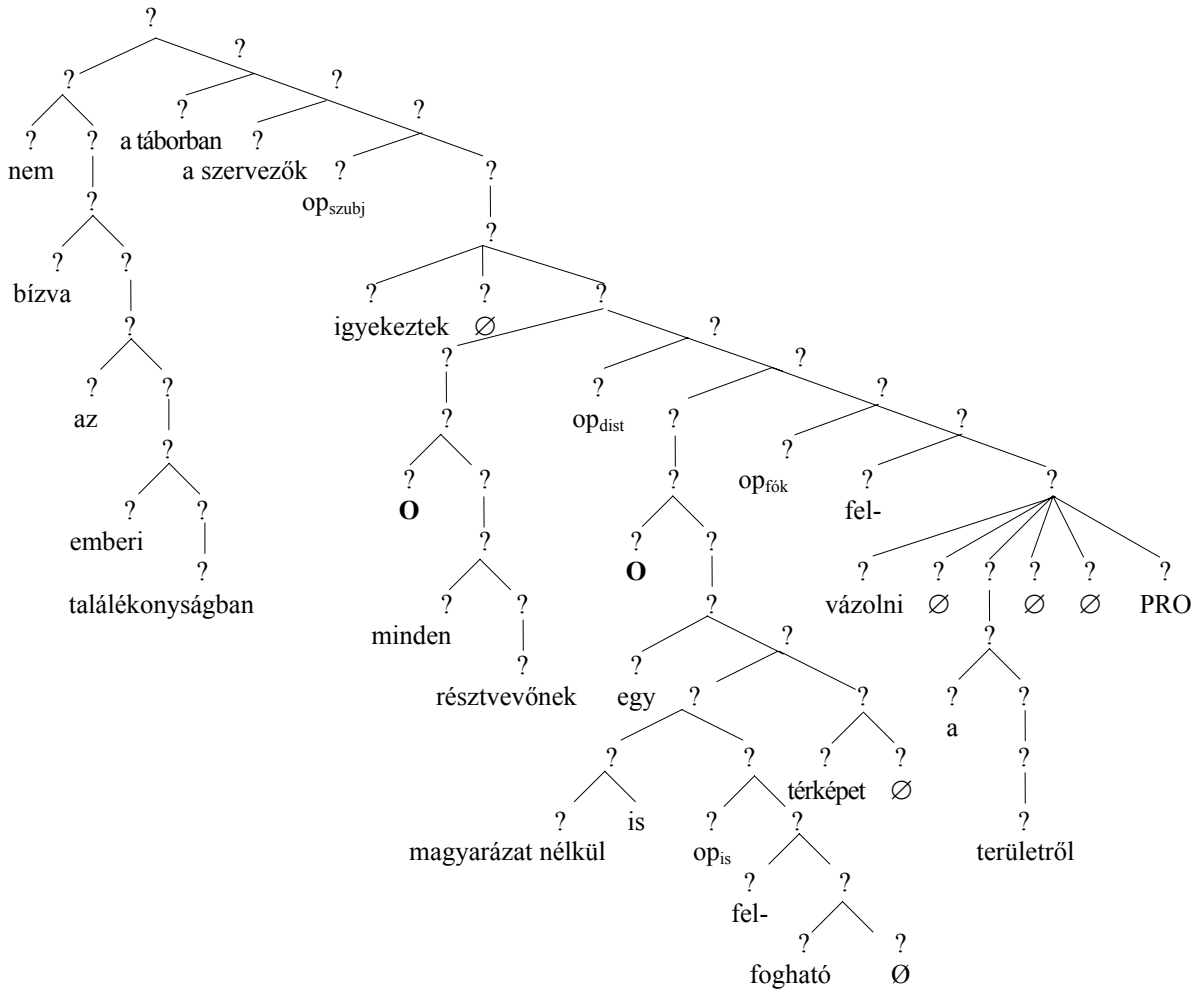 ?
?
? ?
? ?
? ? a táborban ?
nem a szervezők ? ?
? op_szubj
?
? ?
bízva ? ? ?
? igyekeztek ∅ ?
? ?
? ? ? ?
az ? op_dist ? ?
? ?
? ? ? op_fók ? ?
? ? O fel-
emberi ? ? ?
? O ? ? ? ? ? ?
találékonyságban ? ? ? vázolni ∅ ∅ ∅ PRO
minden ? ?
? ?
résztvevőnek egy ? ? ? ?
a
? ? ? ? ?
térképet ∅
? is ? ? ?
magyarázat nélkül op_is területről
? ?
fel-
? ?
fogható Ø